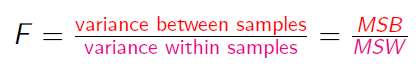 F = variance between samples / variance within samples = MSB / MSW